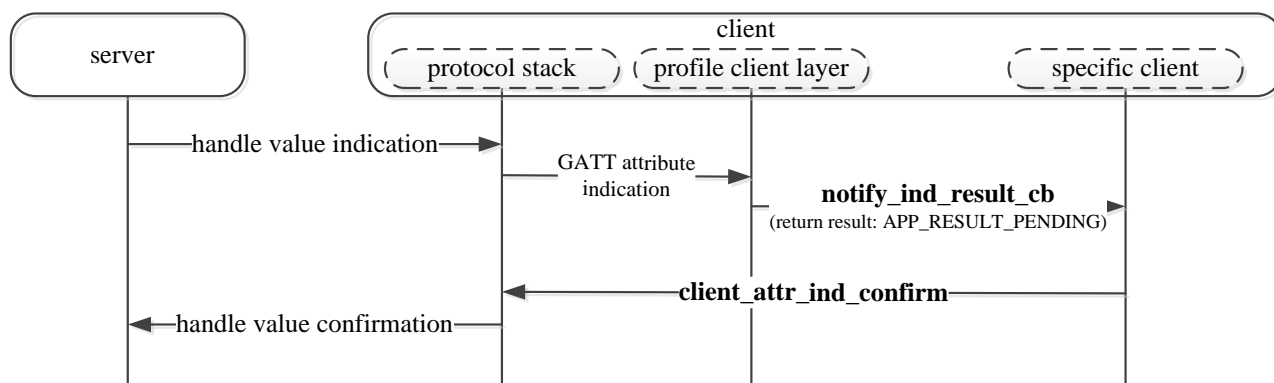 client
server
protocol stack
profile client layer
specific client
handle value indication
GATT attribute
indication
notify_ind_result_cb
(return result: APP_RESULT_PENDING)
client_attr_ind_confirm
handle value confirmation